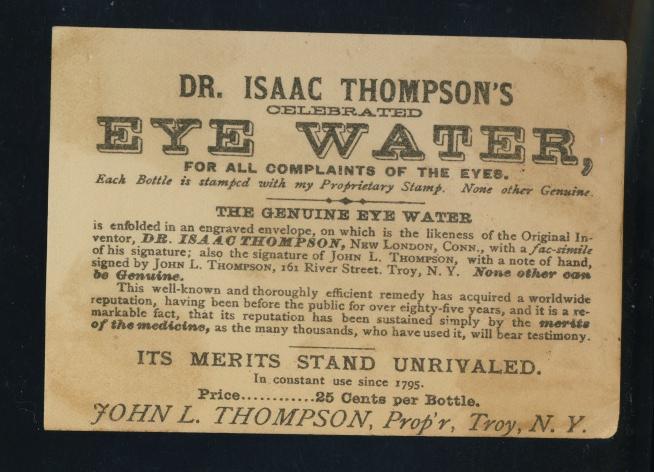 DR. ISAAC THOMPSON'S
CELEBRATED
EYE WATER,
FOR ALL COMPLAINTS OF THE EYES.
Each Bottle is stamped with my Proprietary Stamp. None other Genuine.
THE GENUINE EYE WATER
is enfolded in an engraved envelope, on which is the likeness of the Original In-
ventor, DR. ISAAC THOMPSON, NEW LONDON, CONN., with a fac-simile
of his signature; also the signature of JOHN L. THOMPSON, with a note of hand,
signed by JOHN L. THOMPSON, 161 River Street. Troy, N. Y. None other can
be Genuine.
This well-known and thoroughly efficient remedy has acquired a worldwide
reputation, having been before the public for over eighty-five years, and it is a re-
markable fact, that its reputation has been sustained simply by the merits
of the medicine, as the many thousands, who have used it, will bear testimony.
ITS MERITS STAND UNRIVALED.
In constant use since 1795.
Price...........25 Cents per Bottle.
JOHN L. THOMPSON, Prop'r, Troy, N. Y.